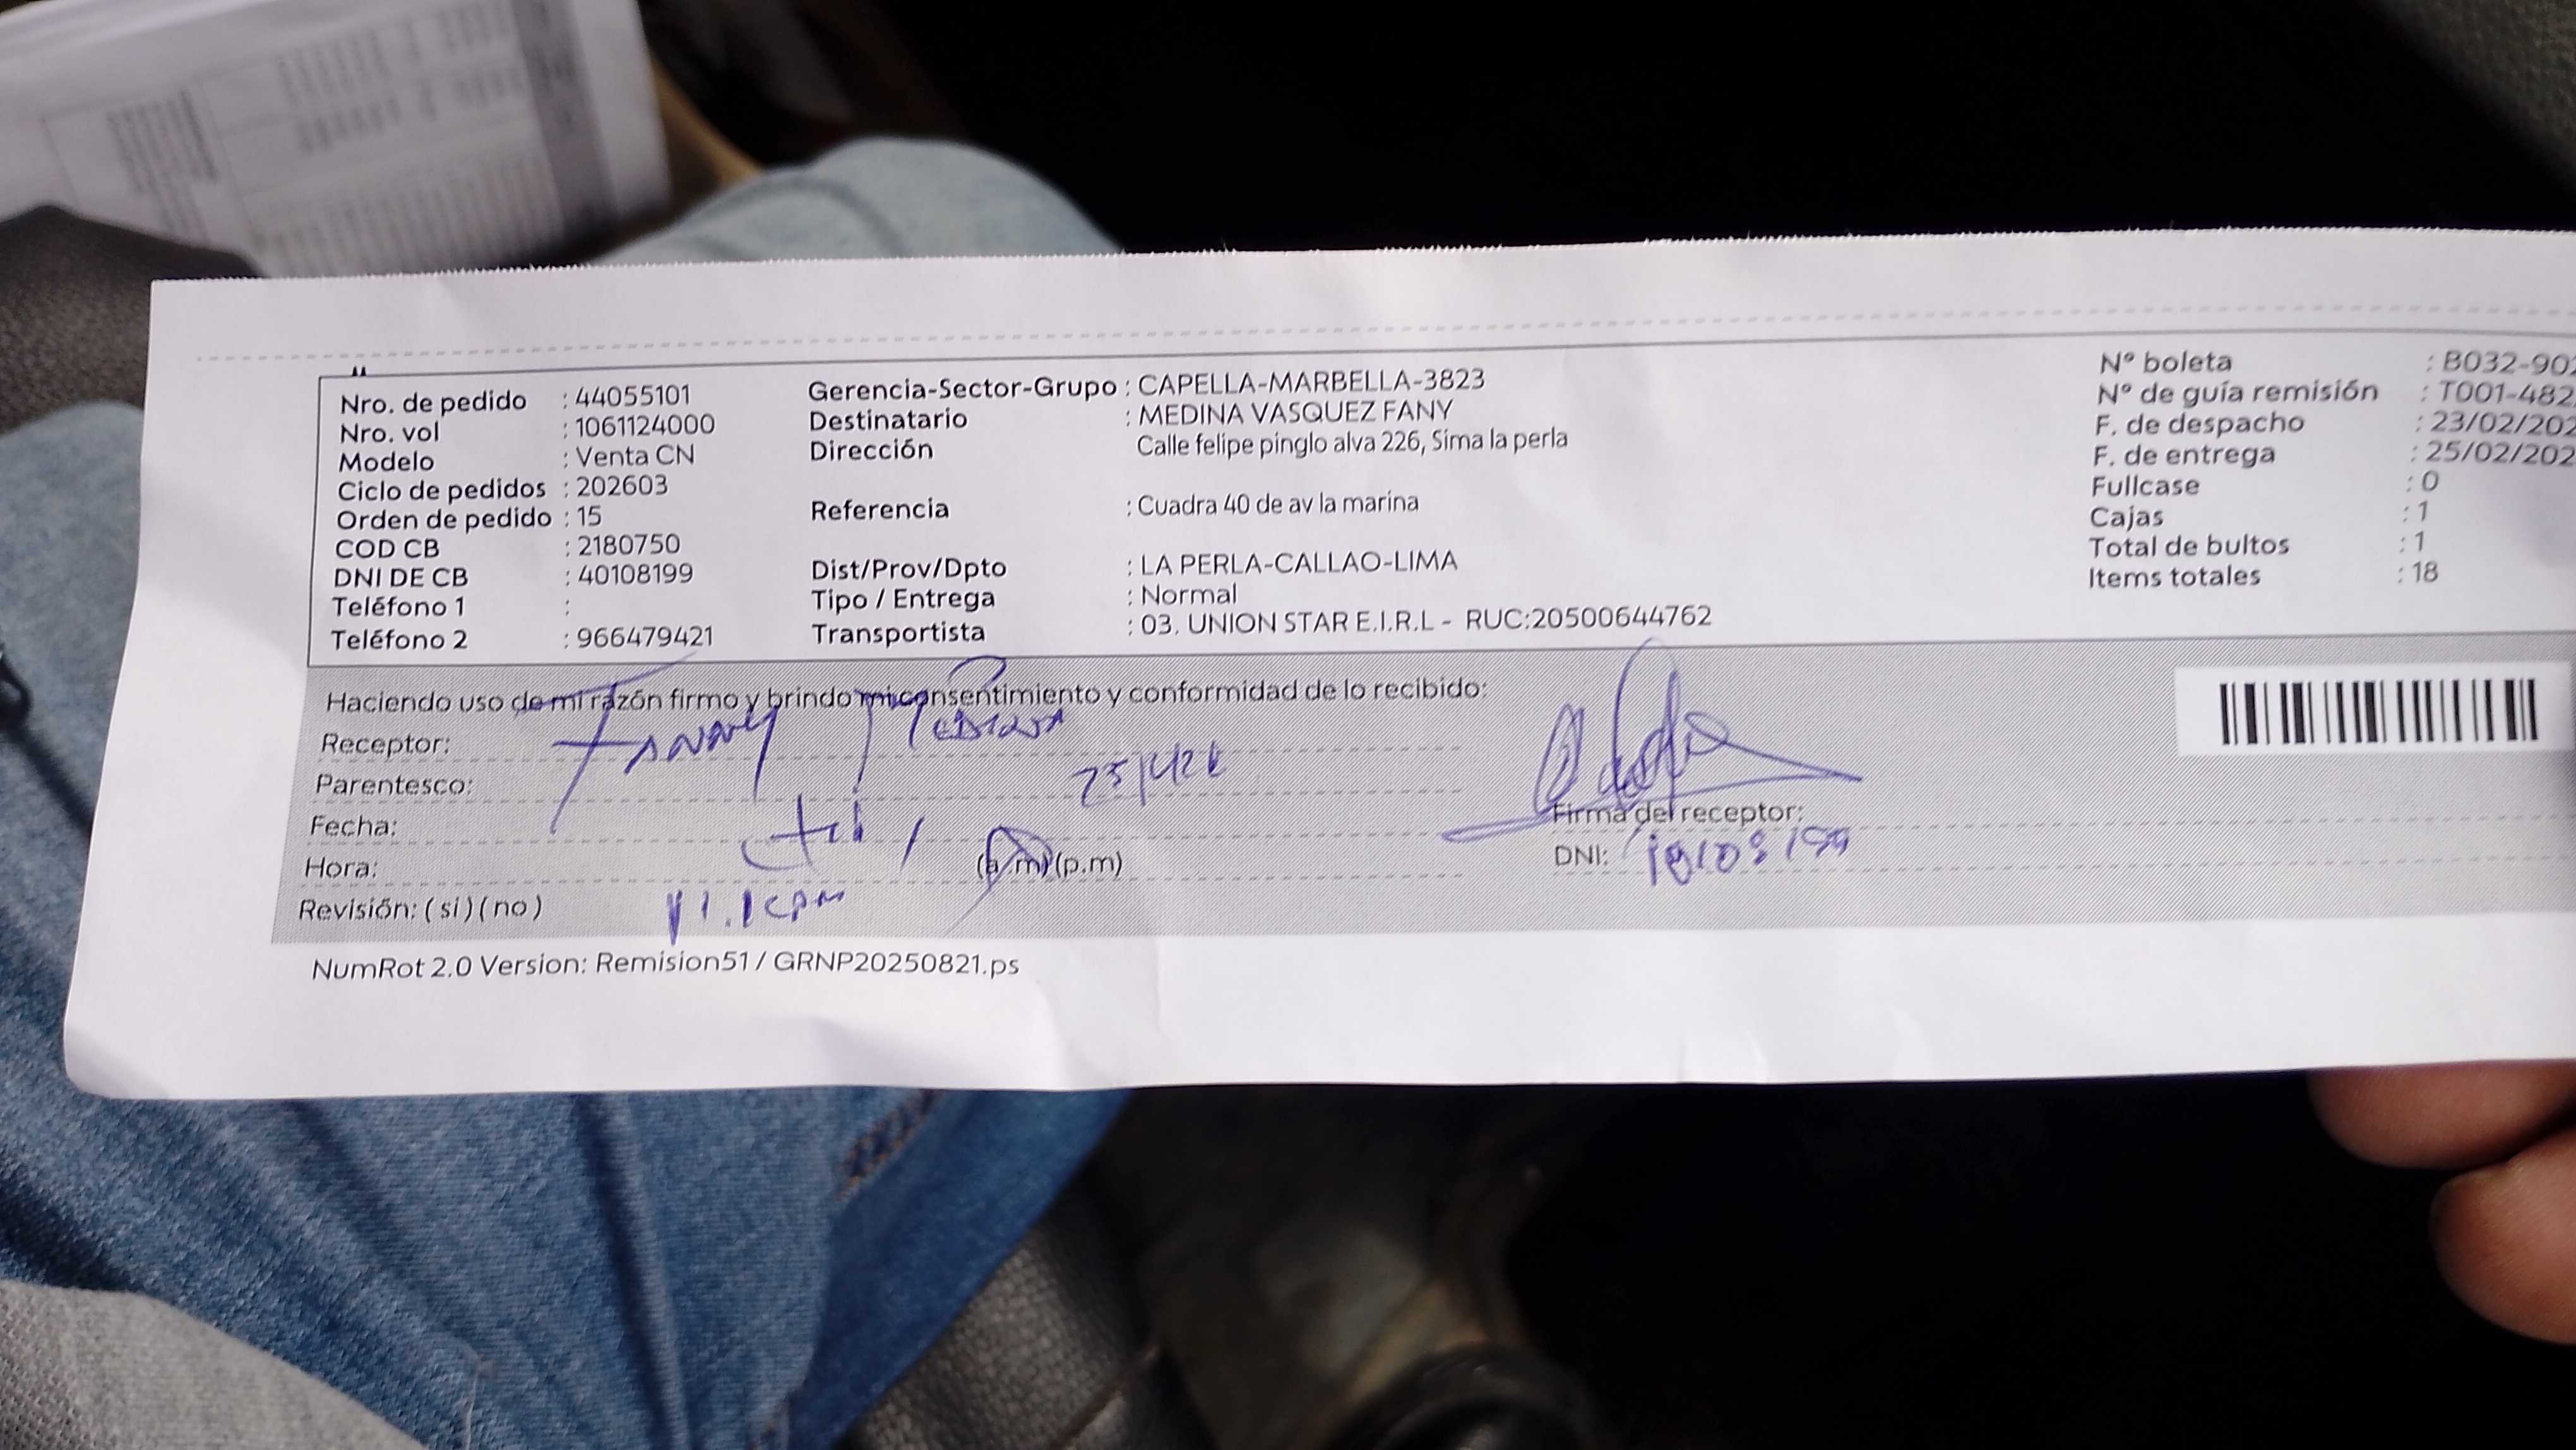 Nro. de pedido : 44055101
Nro. vol : 1061124000
Modelo : Venta CN
Ciclo de pedidos : 202603
Orden de pedido : 15
COD CB : 2180750
DNI DE CB : 40108199
Teléfono 1 :
Teléfono 2 : 966479421
Gerencia-Sector-Grupo : CAPELLA-MARBELLA-3823
Destinatario : MEDINA VASQUEZ FANY
Dirección Calle felipe pinglo alva 226, Sima la perla
Referencia : Cuadra 40 de av la marina
Dist/Prov/Dpto : LA PERLA-CALLAO-LIMA
Tipo / Entrega : Normal
Transportista : 03. UNION STAR E.I.R.L - RUC:20500644762
N° boleta : B032-90
N° de guía remisión : T001-482
F. de despacho : 23/02/202
F. de entrega : 25/02/202
Fullcase : 0
Cajas : 1
Total de bultos : 1
Items totales : 18
Haciendo uso de mi razón firmo y brindo mi consentimiento y conformidad de lo recibido:
Receptor: Fanny
Parentesco:
Fecha:
Hora: (a.m)(p.m)
Revisión: ( si ) ( no )
Firma del receptor:
DNI:
NumRot 2.0 Version: Remision51 / GRNP20250821.ps